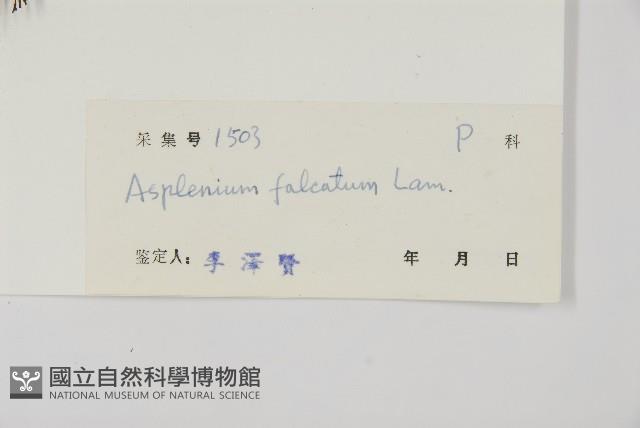 采集号 1503 P 科
Asplenium falcatum Lam.
鉴定人: 李澤賢 年 月 日
國立自然科學博物館
NATIONAL MUSEUM OF NATURAL SCIENCE